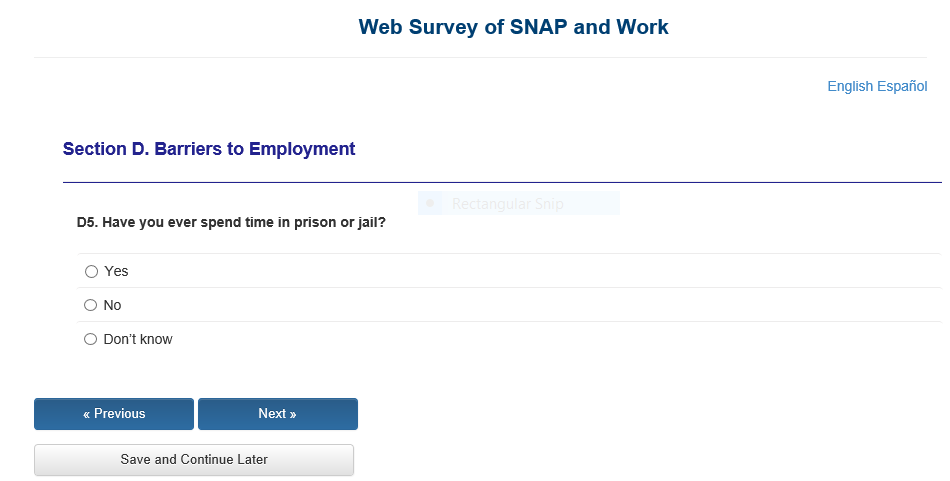 Web Survey of SNAP and Work
English Español
Section D. Barriers to Employment
Rectangular Snip
D5. Have you ever spend time in prison or jail?
Yes
No
Don't know
« Previous
Next »
Save and Continue Later